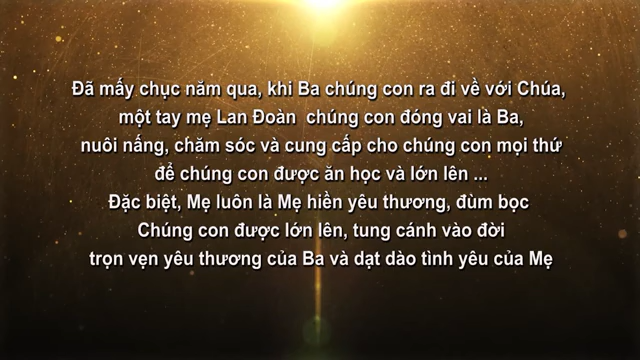 Đã mấy chục năm qua, khi Ba chúng con ra đi về với Chúa,
một tay mẹ Lan Đoàn chúng con đóng vai là Ba,
nuôi nấng, chăm sóc và cung cấp cho chúng con mọi thứ
để chúng con được ăn học và lớn lên ...
Đặc biệt, Mẹ luôn là Mẹ hiền yêu thương, đùm bọc
Chúng con được lớn lên, tung cánh vào đời
trọn vẹn yêu thương của Ba và dạt dào tình yêu của Mẹ